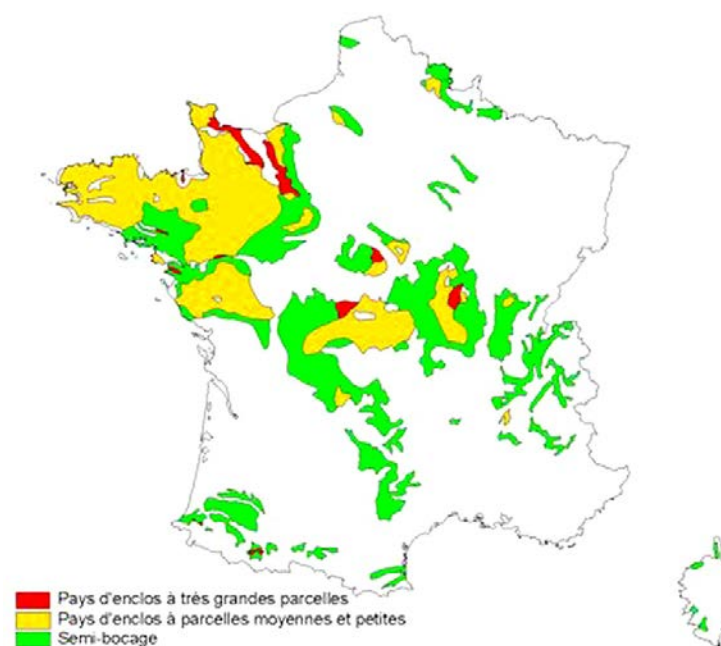 Pays d'enclos à très grandes parcelles
Pays d'enclos à parcelles moyennes et petites
Semi-bocage